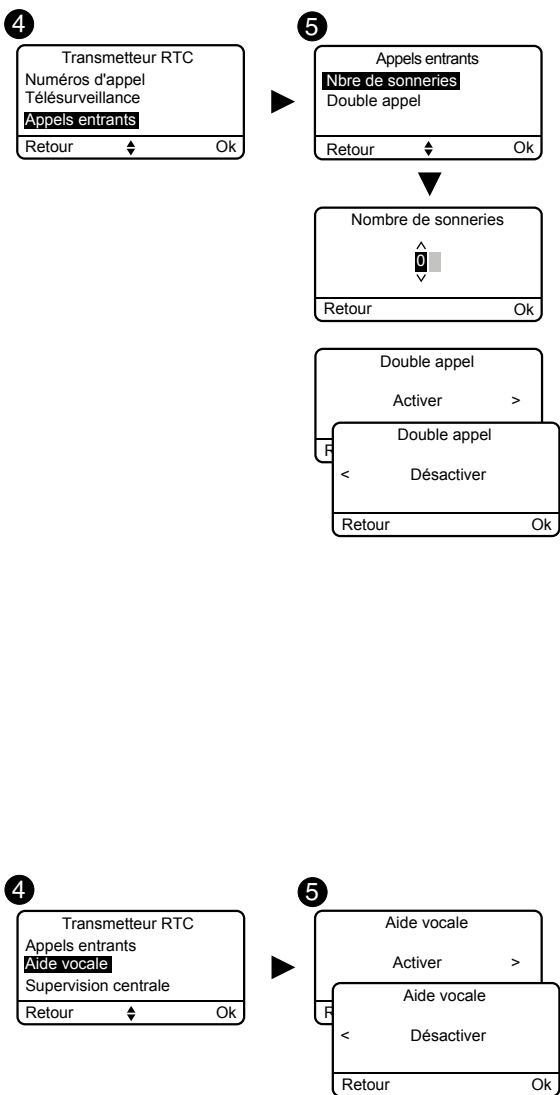 4
Transmetteur RTC
Numéros d'appel
Télésurveillance
Appels entrants
Retour Ok
5
Appels entrants
Nbre de sonneries
Double appel
Retour Ok
Nombre de sonneries
0
Retour Ok
Double appel
Activer >
R
Double appel
< Désactiver
Retour Ok
4
Transmetteur RTC
Appels entrants
Aide vocale
Supervision centrale
Retour Ok
5
Aide vocale
Activer >
R
Aide vocale
< Désactiver
Retour Ok